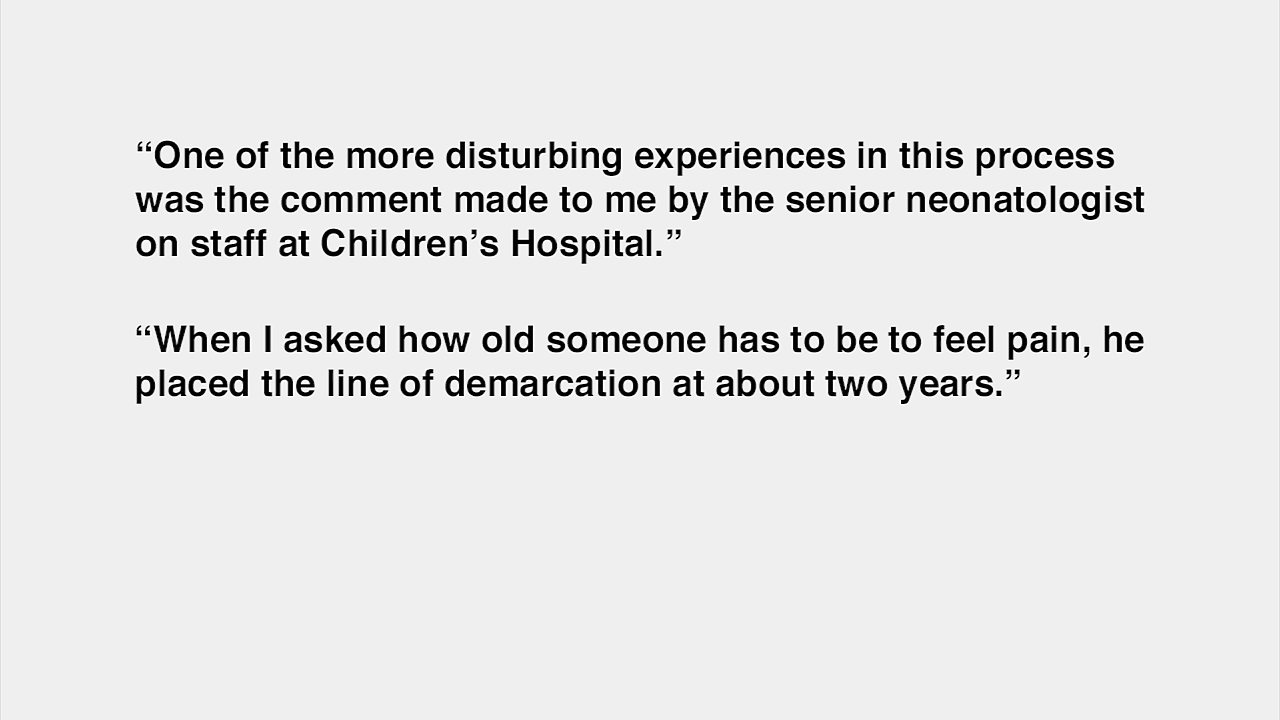 “One of the more disturbing experiences in this process
was the comment made to me by the senior neonatologist
on staff at Children’s Hospital.”
“When I asked how old someone has to be to feel pain, he
placed the line of demarcation at about two years.”